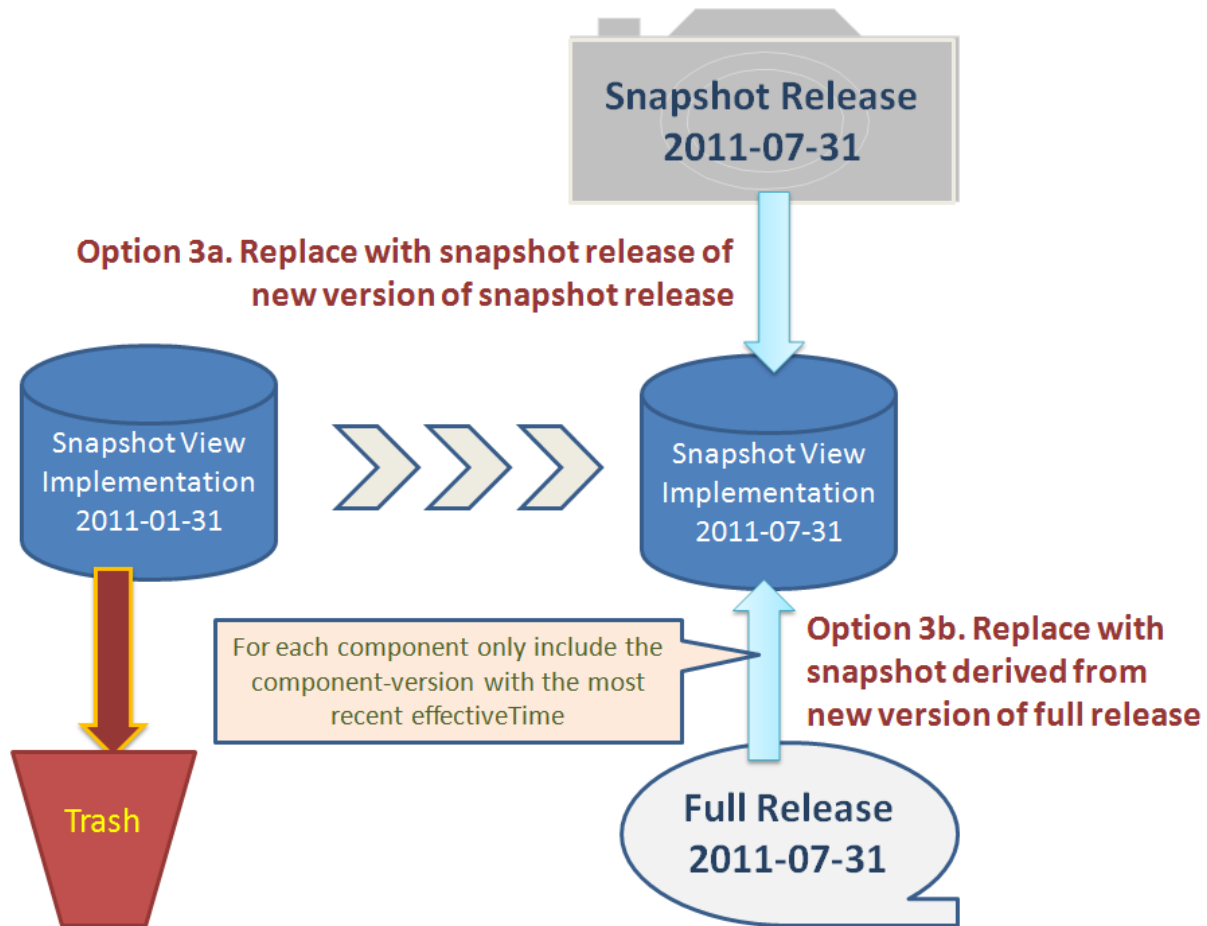 Snapshot Release
2011-07-31
Option 3a. Replace with snapshot release of
new version of snapshot release
Snapshot View
Implementation
2011-01-31
Snapshot View
Implementation
2011-07-31
For each component only include the
component-version with the most
recent effectiveTime
Option 3b. Replace with
snapshot derived from
new version of full release
Trash
Full Release
2011-07-31